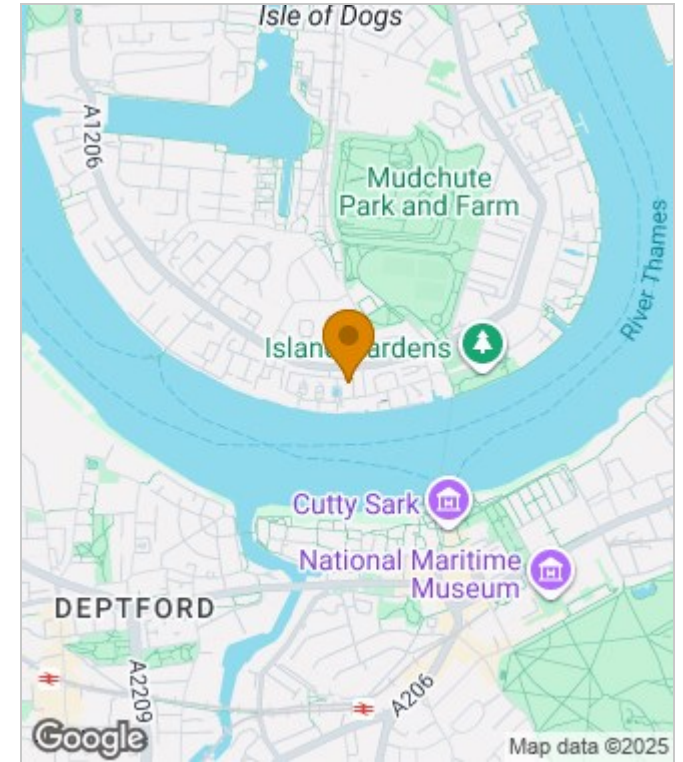 Isle of Dogs
A1206
Mudchute
Park and Farm
River Thames
Island Gardens
Cutty Sark
National Maritime
Museum
DEPTFORD
A2209
A206
Google
Map data ©2025